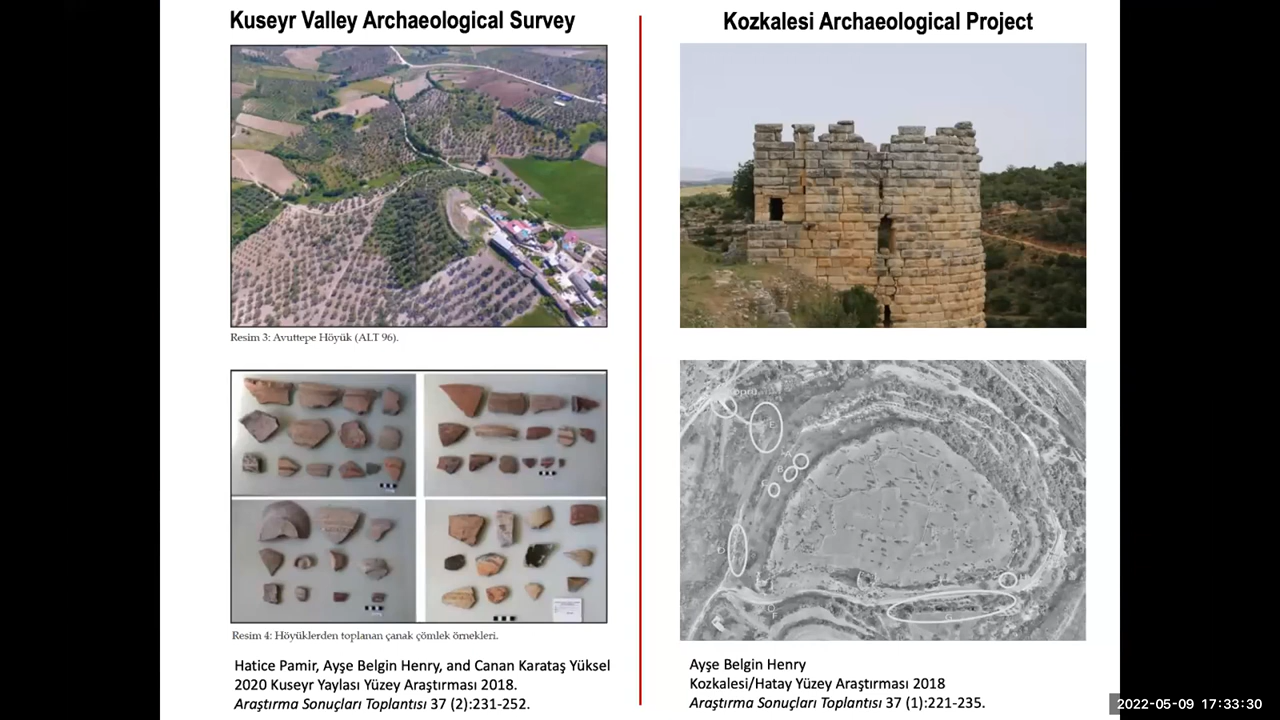 Kuseyr Valley Archaeological Survey
Resim 3: Avuttepe Höyük (ALT 96).
Resim 4: Höyüklerden toplanan çanak çömlek örnekleri.
Hatice Pamir, Ayşe Belgin Henry, and Canan Karataş Yüksel
2020 Kuseyr Yaylası Yüzey Araştırması 2018.
Araştırma Sonuçları Toplantısı 37 (2):231-252.
Kozkalesi Archaeological Project
E
A
B
C
D
F
G
Ayşe Belgin Henry
Kozkalesi/Hatay Yüzey Araştırması 2018
Araştırma Sonuçları Toplantısı 37 (1):221-235.
2022-05-09 17:33:30